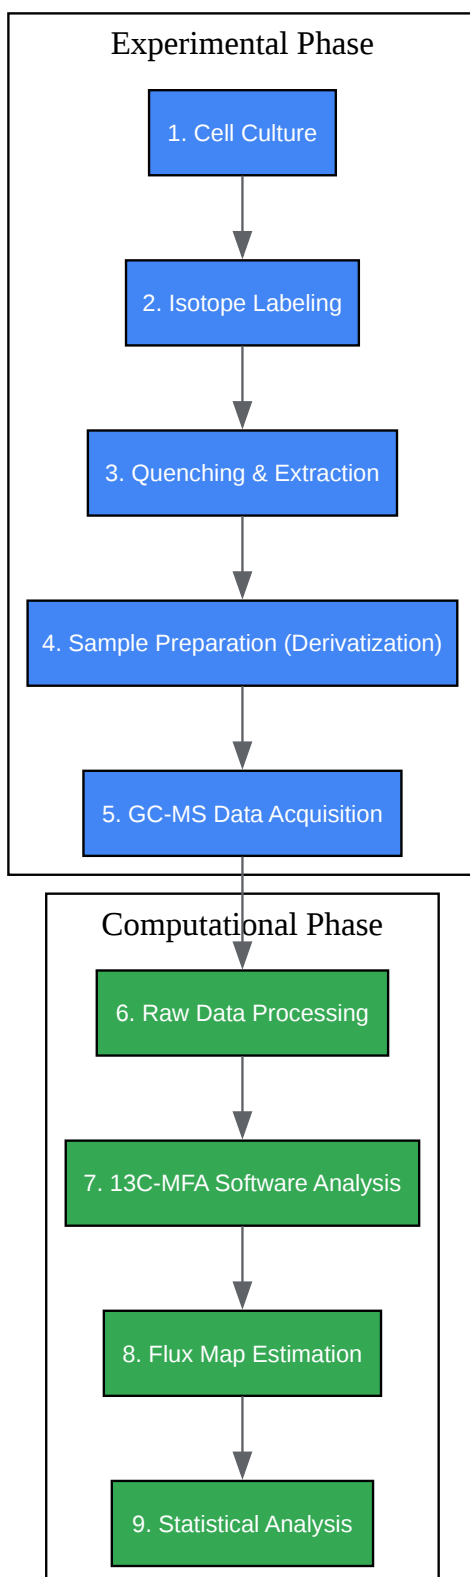 Experimental Phase
1. Cell Culture
2. Isotope Labeling
3. Quenching & Extraction
4. Sample Preparation (Derivatization)
5. GC-MS Data Acquisition
Computational Phase
6. Raw Data Processing
7. 13C-MFA Software Analysis
8. Flux Map Estimation
9. Statistical Analysis